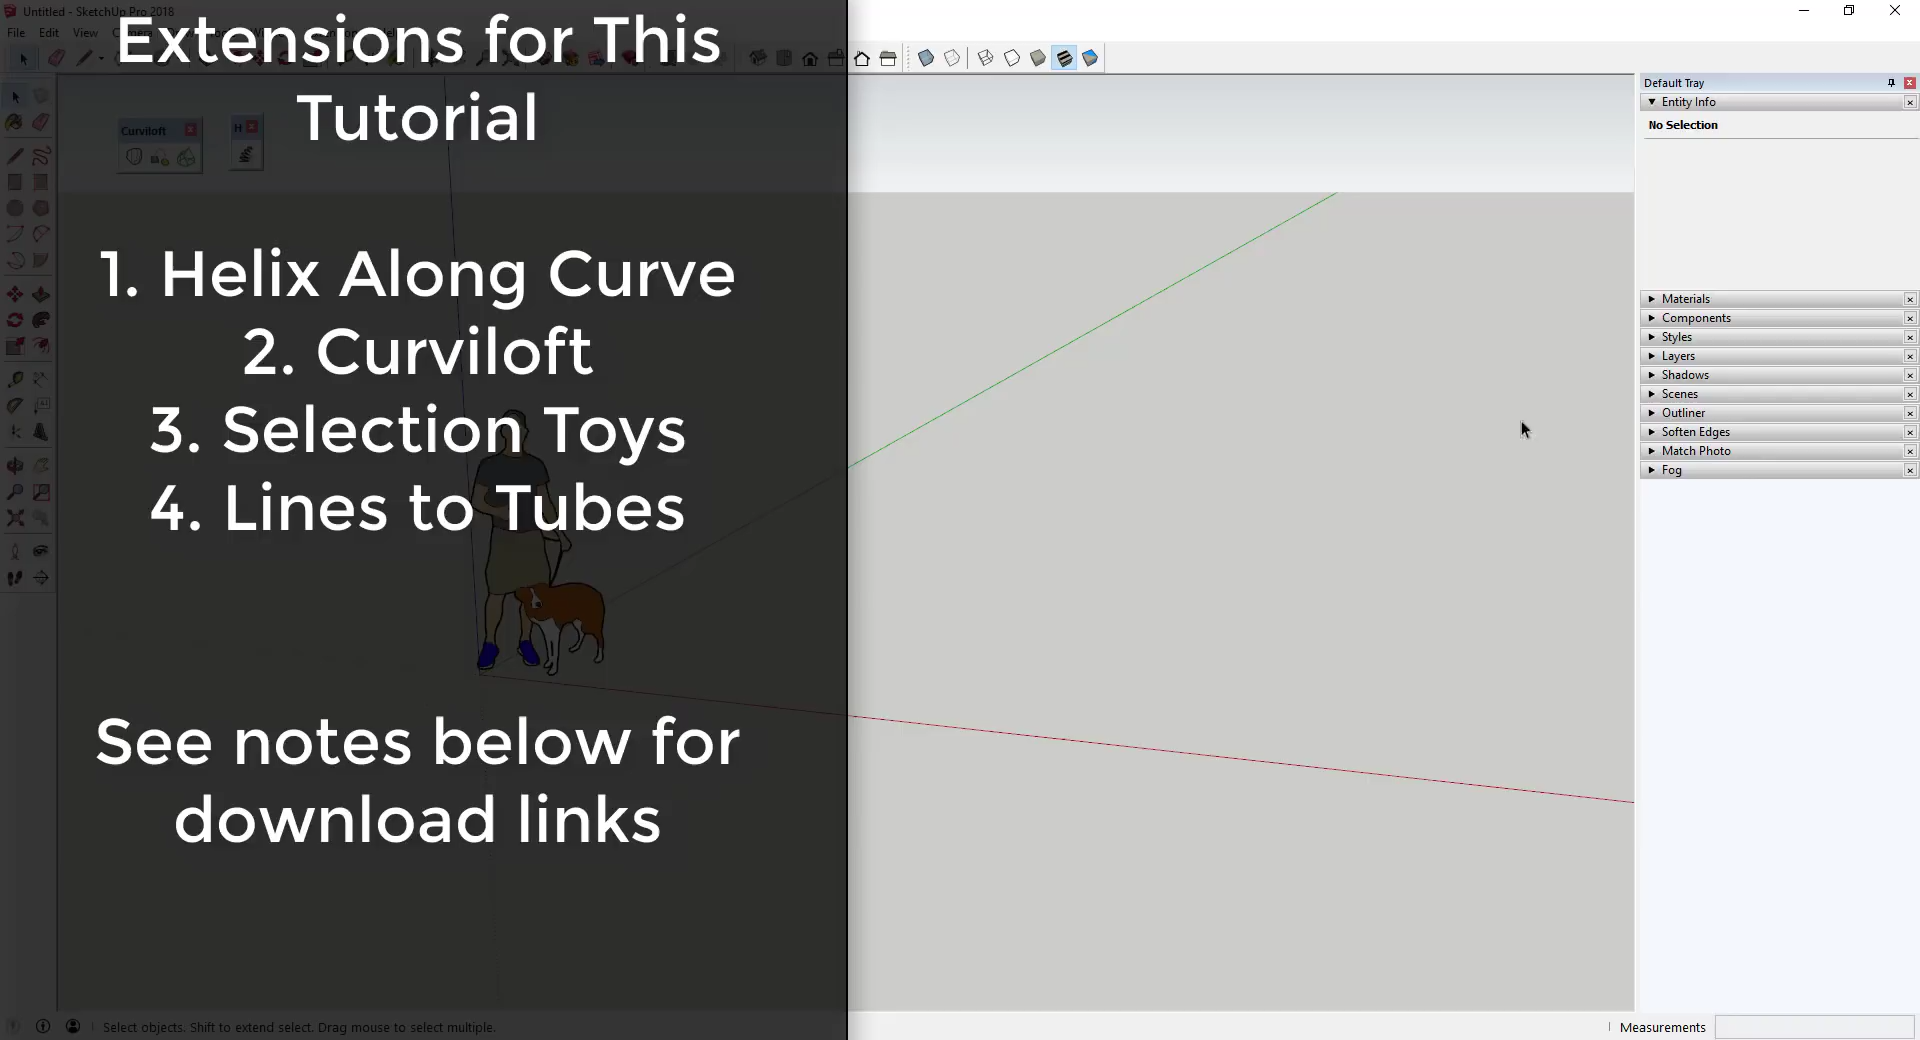 Untitled - SketchUp Pro 2018
File Edit View Camera
Extensions for This
Tutorial
Curviloft
H
1. Helix Along Curve
2. Curviloft
3. Selection Toys
4. Lines to Tubes
See notes below for
download links
Default Tray
Entity Info
No Selection
Materials
Components
Styles
Layers
Shadows
Scenes
Outliner
Soften Edges
Match Photo
Fog
Select objects. Shift to extend select. Drag mouse to select multiple.
Measurements